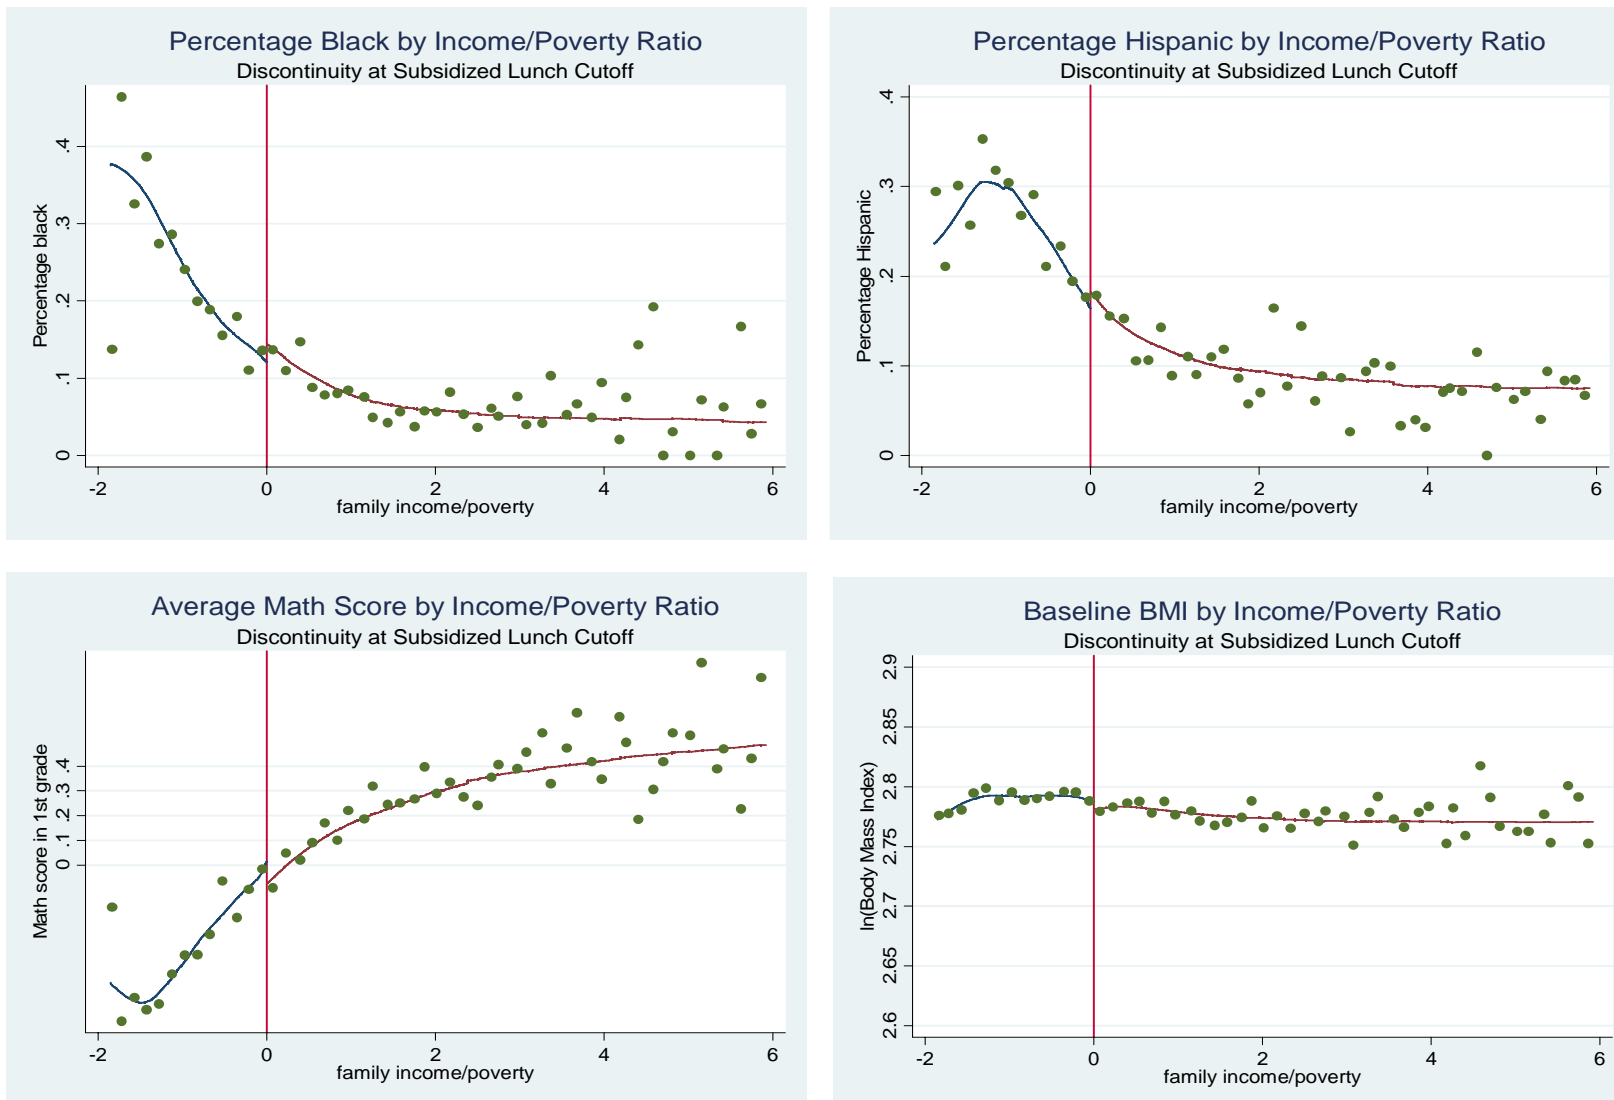 Percentage Black by Income/Poverty Ratio
Discontinuity at Subsidized Lunch Cutoff
Percentage black
.4
.3
.2
.1
0
-2 0 2 4 6
family income/poverty
Percentage Hispanic by Income/Poverty Ratio
Discontinuity at Subsidized Lunch Cutoff
Percentage Hispanic
.4
.3
.2
.1
0
-2 0 2 4 6
family income/poverty
Average Math Score by Income/Poverty Ratio
Discontinuity at Subsidized Lunch Cutoff
Math score in 1st grade
.4
.3
.2
.1
0
-2 0 2 4 6
family income/poverty
Baseline BMI by Income/Poverty Ratio
Discontinuity at Subsidized Lunch Cutoff
ln(Body Mass Index)
2.9
2.85
2.8
2.75
2.7
2.65
2.6
-2 0 2 4 6
family income/poverty